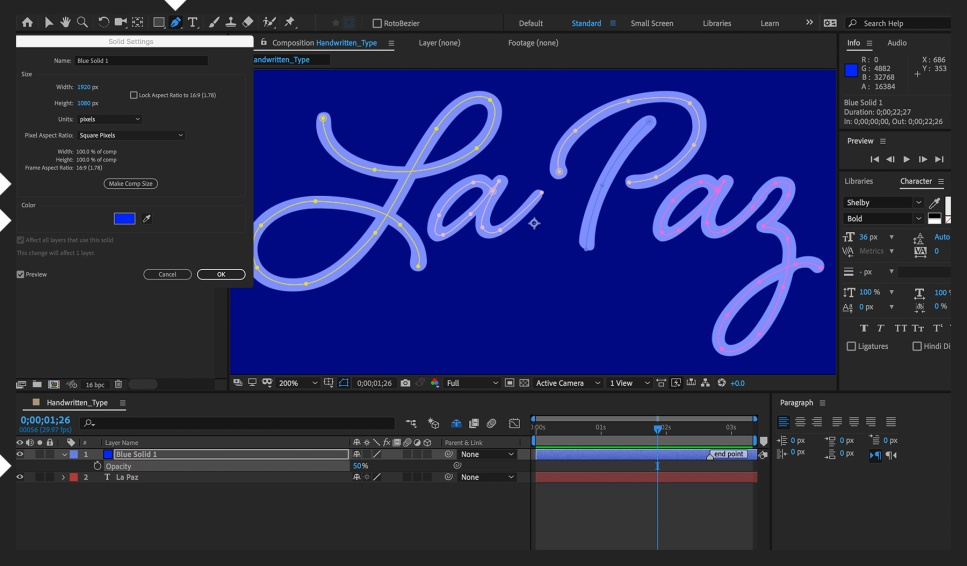 RotoBezier
Default
Standard
Small Screen
Libraries
Learn
Search Help
Solid Settings
Name: Blue Solid 1
Size
Width: 1920 px
Lock Aspect Ratio to 16:9 (1.78)
Height: 1080 px
Units: pixels
Pixel Aspect Ratio: Square Pixels
Width: 100.0 % of comp
Height: 100.0 % of comp
Frame Aspect Ratio: 16:9 (1.78)
Make Comp Size
Color
Affect all layers that use this solid
This change will affect 1 layer.
Preview
Cancel
OK
16 bpc
Composition Handwritten_Type
Layer (none)
Footage (none)
andwritten_Type
La Paz
200%
0;00;01;26
Full
Active Camera
1 View
+0.0
Info
Audio
R: 0
G: 4882
B: 32768
A: 16384
X: 686
Y: 353
Blue Solid 1
Duration: 0;00;22;27
In: 0;00;00;00, Out: 0;00;22;26
Preview
Libraries
Character
Shelby
Bold
36 px
Auto
Metrics
0
- px
100 %
100
0 px
0 %
T T TT Tt T'
Ligatures
Hindi Di
Handwritten_Type
0;00;01;26
00056 (29.97 fps)
# Layer Name
Parent & Link
1 Blue Solid 1
None
Opacity
50%
2 T La Paz
None
:00s
01s
02s
03s
end point
Paragraph
0 px
0 px
0 px
0 px
0 px